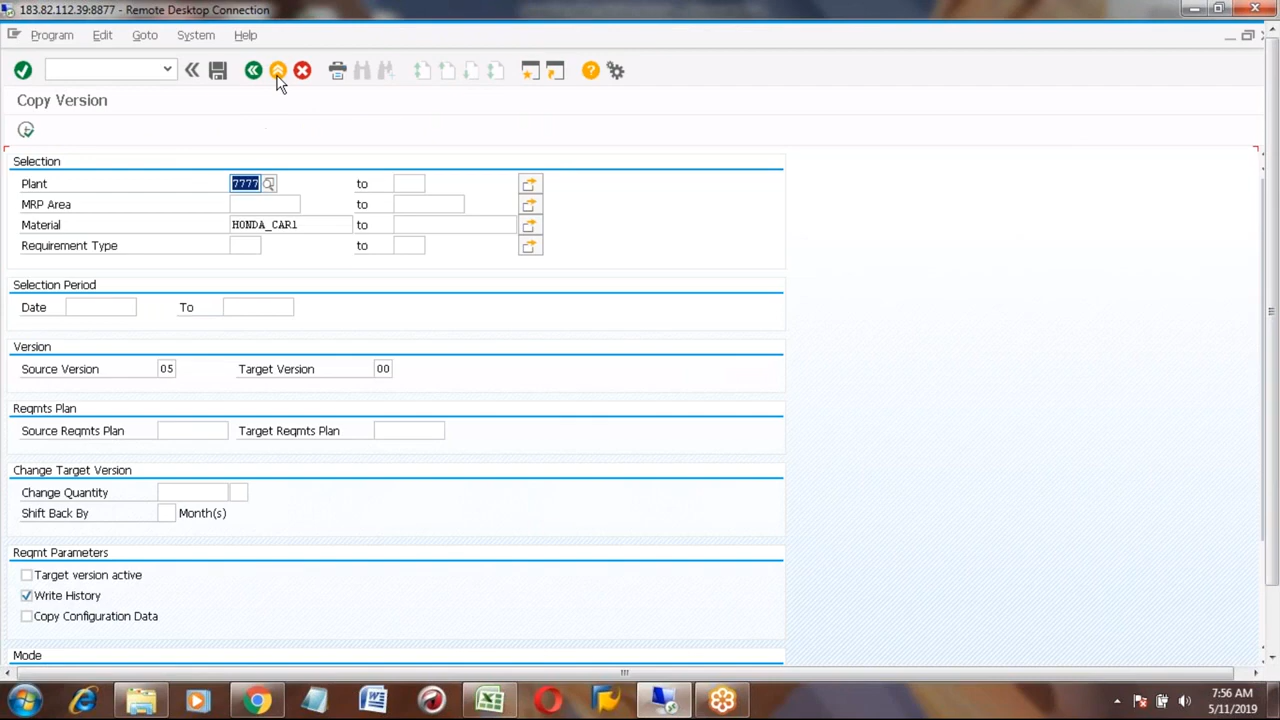 183.82.112.39:8877 - Remote Desktop Connection
Program Edit Goto System Help
Copy Version
Selection
Plant 7777 to
MRP Area to
Material HONDA_CAR1 to
Requirement Type to
Selection Period
Date To
Version
Source Version 05 Target Version 00
Reqmts Plan
Source Reqmts Plan Target Reqmts Plan
Change Target Version
Change Quantity
Shift Back By Month(s)
Reqmt Parameters
Target version active
Write History
Copy Configuration Data
Mode
7:56 AM
5/11/2019